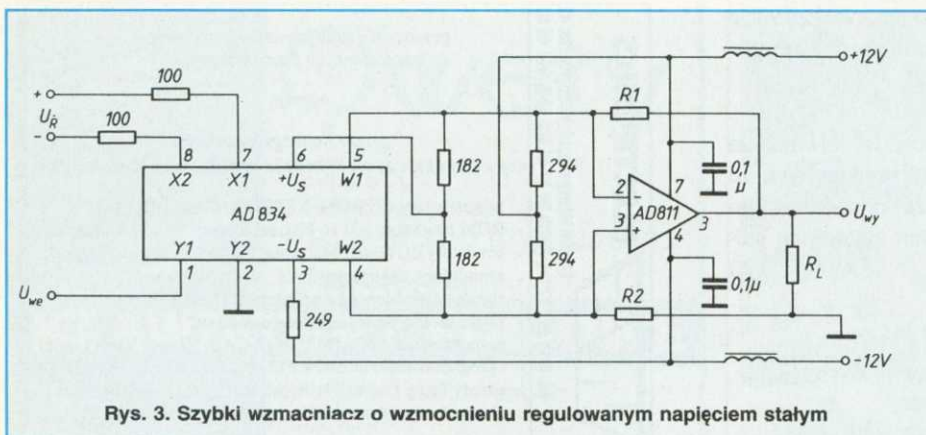 +12V
100
100
+
-
U_R
8 7 6 5
X2 X1 +U_S W1
AD 834
Y1 Y2 -U_S W2
1 2 3 4
U_we
249
182
182
294
294
R1
R2
2
-
3
+
AD811
7
4
3
0,1
μ
0,1μ
U_wy
R_L
-12V
Rys. 3. Szybki wzmacniacz o wzmocnieniu regulowanym napięciem stałym